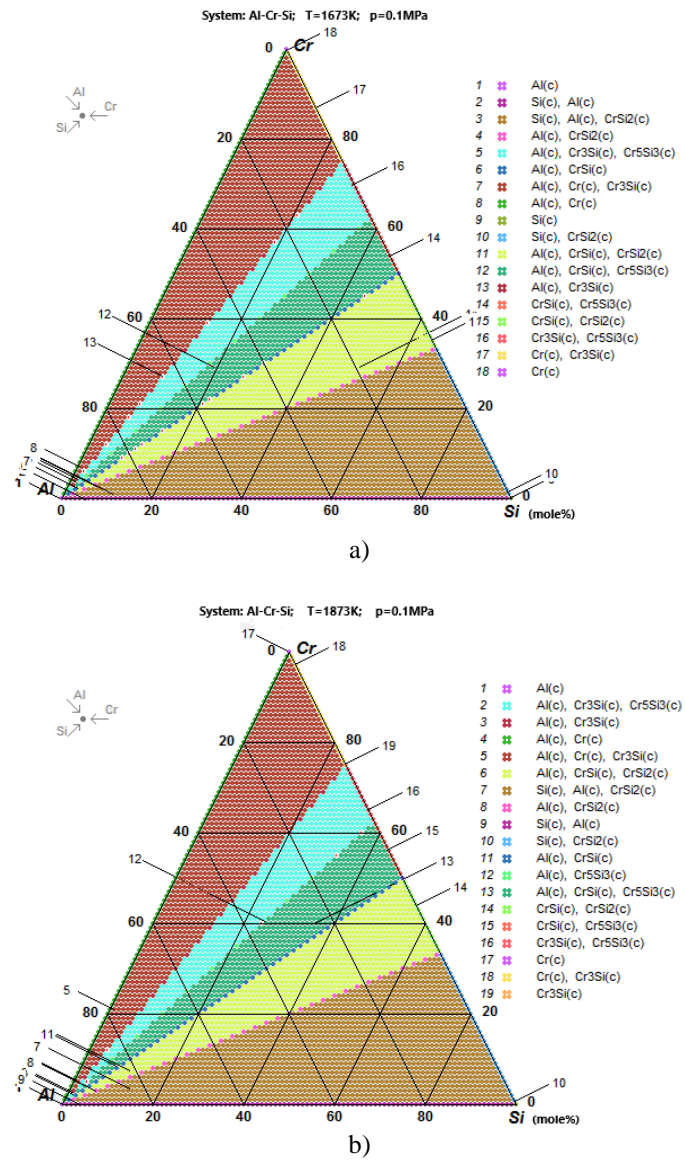 System: Al-Cr-Si; T=1673K; p=0.1MPa
0 Cr 18
17
Al
Cr
Si
20 80
16
40 60
14
12
60 40
13
11
80 20
8
7
1 Al
10
0
0 20 40 60 80 Si (mole%)
1 Al(c)
2 Si(c), Al(c)
3 Si(c), Al(c), CrSi2(c)
4 Al(c), CrSi2(c)
5 Al(c), Cr3Si(c), Cr5Si3(c)
6 Al(c), CrSi(c)
7 Al(c), Cr(c), Cr3Si(c)
8 Al(c), Cr(c)
9 Si(c)
10 Si(c), CrSi2(c)
11 Al(c), CrSi(c), CrSi2(c)
12 Al(c), CrSi(c), Cr5Si3(c)
13 Al(c), Cr3Si(c)
14 CrSi(c), Cr5Si3(c)
15 CrSi(c), CrSi2(c)
16 Cr3Si(c), Cr5Si3(c)
17 Cr(c), Cr3Si(c)
18 Cr(c)
a)
System: Al-Cr-Si; T=1873K; p=0.1MPa
17
0 Cr 18
Al
Cr
Si
20 80
19
16
40 60
15
12
13
14
60 40
5
80 20
11
7
8
9
Al
10
0
0 20 40 60 80 Si (mole%)
1 Al(c)
2 Al(c), Cr3Si(c), Cr5Si3(c)
3 Al(c), Cr3Si(c)
4 Al(c), Cr(c)
5 Al(c), Cr(c), Cr3Si(c)
6 Al(c), CrSi(c), CrSi2(c)
7 Si(c), Al(c), CrSi2(c)
8 Al(c), CrSi2(c)
9 Si(c), Al(c)
10 Si(c), CrSi2(c)
11 Al(c), CrSi(c)
12 Al(c), Cr5Si3(c)
13 Al(c), CrSi(c), Cr5Si3(c)
14 CrSi(c), CrSi2(c)
15 CrSi(c), Cr5Si3(c)
16 Cr3Si(c), Cr5Si3(c)
17 Cr(c)
18 Cr(c), Cr3Si(c)
19 Cr3Si(c)
b)